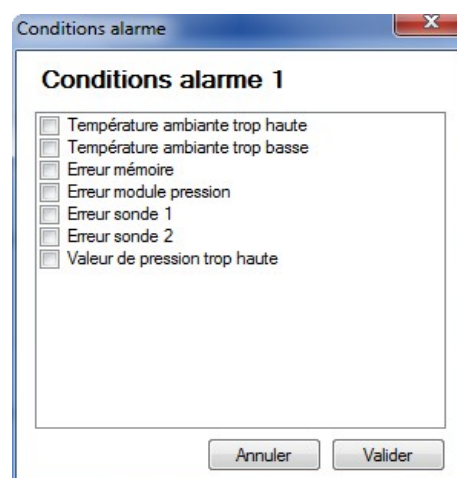 Conditions alarme
Conditions alarme 1
Température ambiante trop haute
Température ambiante trop basse
Erreur mémoire
Erreur module pression
Erreur sonde 1
Erreur sonde 2
Valeur de pression trop haute
Annuler Valider